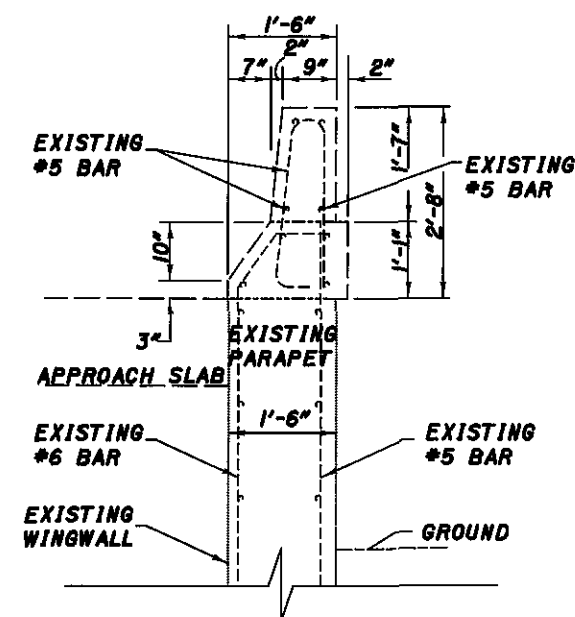 1'-6"
2"
7" 9" 2"
EXISTING
#5 BAR
EXISTING
#5 BAR
1'-7"
2'-8"
10"
1'-1"
3"
EXISTING
PARAPET
APPROACH SLAB
1'-6"
EXISTING
#6 BAR
EXISTING
#5 BAR
EXISTING
WINGWALL
GROUND